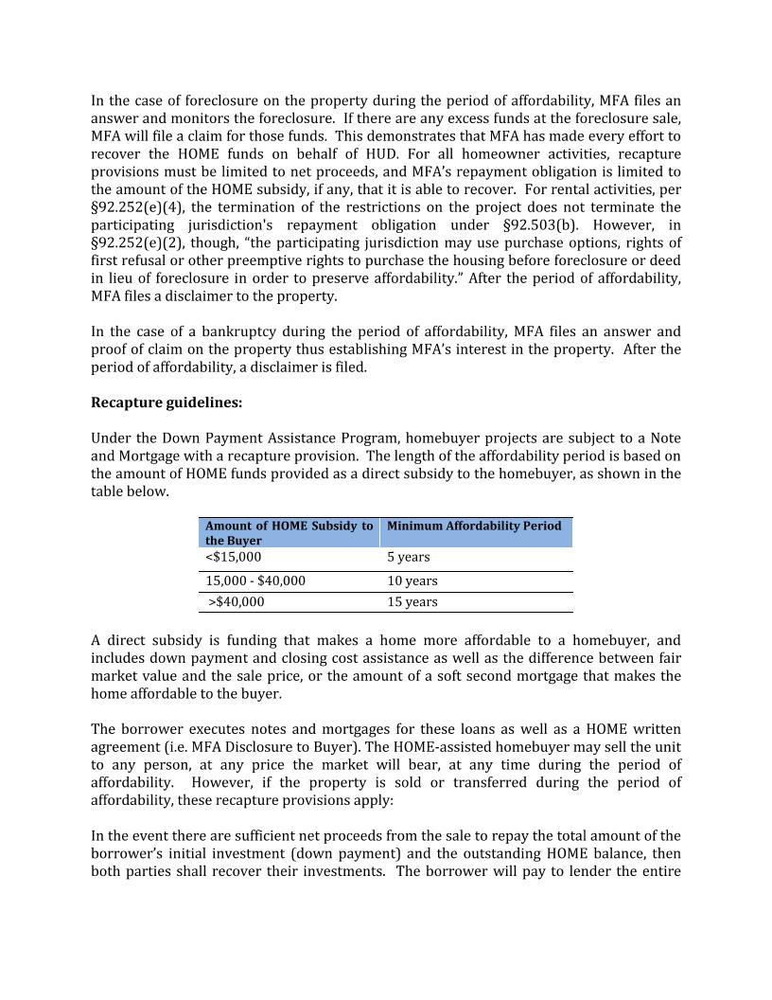 In the case of foreclosure on the property during the period of affordability, MFA files an
answer and monitors the foreclosure.  If there are any excess funds at the foreclosure sale,
MFA will file a claim for those funds.  This demonstrates that MFA has made every effort to
recover the HOME funds on behalf of HUD. For all homeowner activities, recapture
provisions must be limited to net proceeds, and MFA’s repayment obligation is limited to
the amount of the HOME subsidy, if any, that it is able to recover.  For rental activities, per
§92.252(e)(4), the termination of the restrictions on the project does not terminate the
participating jurisdiction's repayment obligation under §92.503(b). However, in
§92.252(e)(2), though, “the participating jurisdiction may use purchase options, rights of
first refusal or other preemptive rights to purchase the housing before foreclosure or deed
in lieu of foreclosure in order to preserve affordability.” After the period of affordability,
MFA files a disclaimer to the property.
In the case of a bankruptcy during the period of affordability, MFA files an answer and
proof of claim on the property thus establishing MFA’s interest in the property.  After the
period of affordability, a disclaimer is filed.
Recapture guidelines:
Under the Down Payment Assistance Program, homebuyer projects are subject to a Note
and Mortgage with a recapture provision.  The length of the affordability period is based on
the amount of HOME funds provided as a direct subsidy to the homebuyer, as shown in the
table below.
Amount of HOME Subsidy to the Buyer	Minimum Affordability Period
<$15,000	5 years
15,000 - $40,000	10 years
>$40,000	15 years
A direct subsidy is funding that makes a home more affordable to a homebuyer, and
includes down payment and closing cost assistance as well as the difference between fair
market value and the sale price, or the amount of a soft second mortgage that makes the
home affordable to the buyer.
The borrower executes notes and mortgages for these loans as well as a HOME written
agreement (i.e. MFA Disclosure to Buyer). The HOME-assisted homebuyer may sell the unit
to any person, at any price the market will bear, at any time during the period of
affordability.  However, if the property is sold or transferred during the period of
affordability, these recapture provisions apply:
In the event there are sufficient net proceeds from the sale to repay the total amount of the
borrower’s initial investment (down payment) and the outstanding HOME balance, then
both parties shall recover their investments.  The borrower will pay to lender the entire